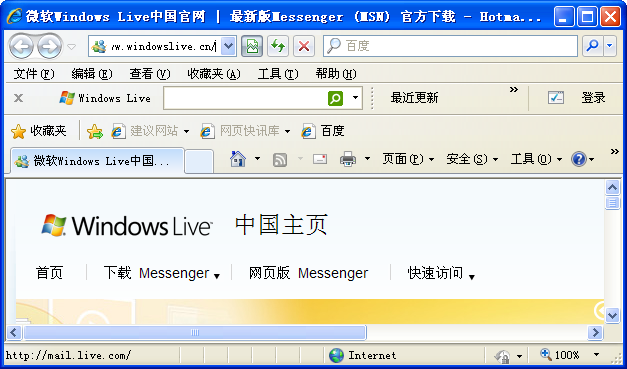 微软Windows Live中国官网 | 最新版Messenger (MSN) 官方下载 - Hotma...
w.windowslive.cn/ 百度
文件(F) 编辑(E) 查看(V) 收藏夹(A) 工具(T) 帮助(H)
x Windows Live 最近更新 » 登录
收藏夹 建议网站 网页快讯库 百度
微软Windows Live中国... 页面(P) 安全(S) 工具(O) »
Windows Live 中国主页
首页 下载 Messenger 网页版 Messenger 快速访问
http://mail.live.com/ Internet 100%